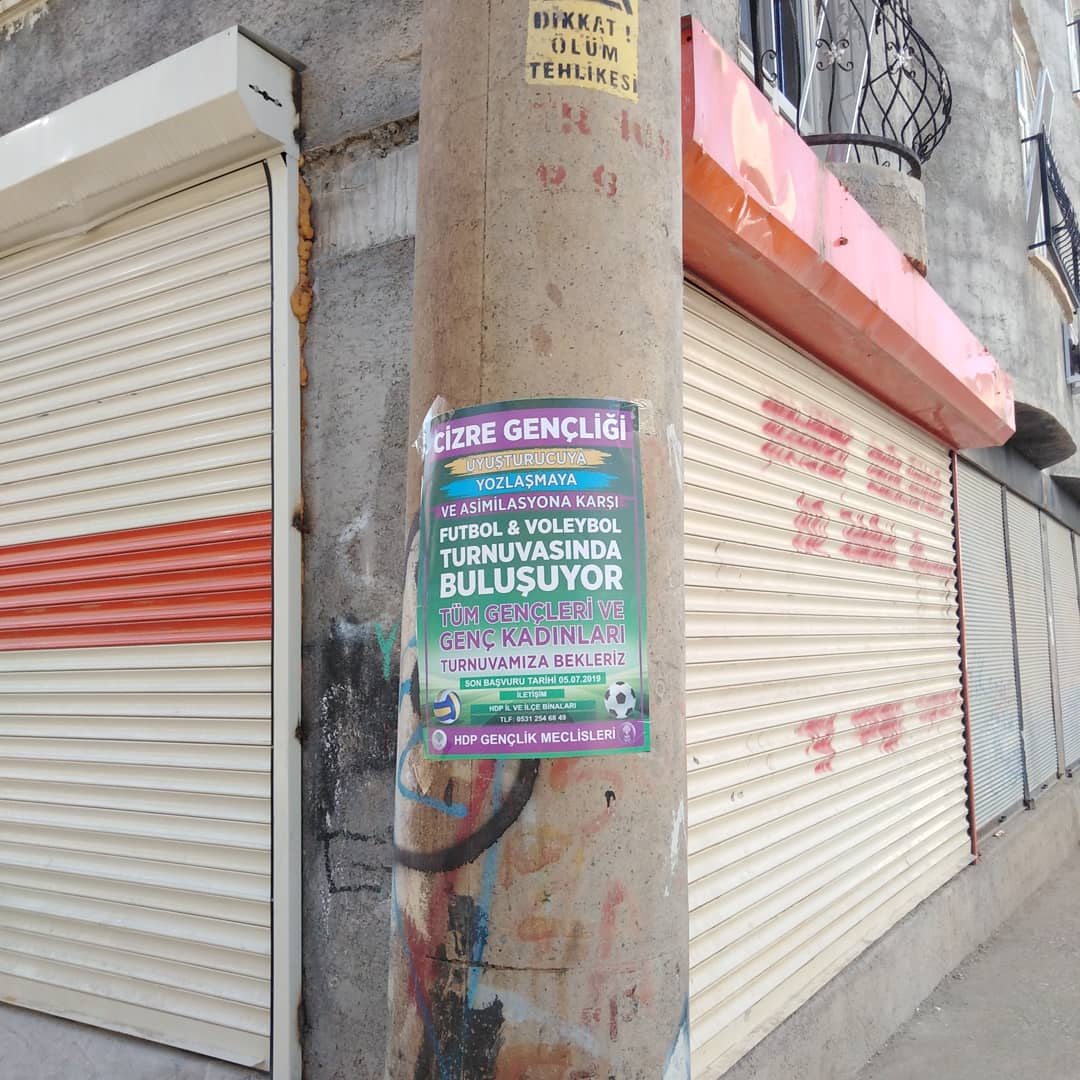 DİKKAT !
ÖLÜM
TEHLİKESİ
TR
CİZRE GENÇLİĞİ
UYUŞTURUCUYA
YOZLAŞMAYA
VE ASİMİLASYONA KARŞI
FUTBOL & VOLEYBOL
TURNUVASINDA
BULUŞUYOR
TÜM GENÇLERİ VE
GENÇ KADINLARI
TURNUVAMIZA BEKLERİZ
SON BAŞVURU TARİHİ 05.07.2019
İLETİŞİM
HDP İL VE İLÇE BİNALARI
TLF: 0531 254 68 49
HDP GENÇLİK MECLİSLERİ